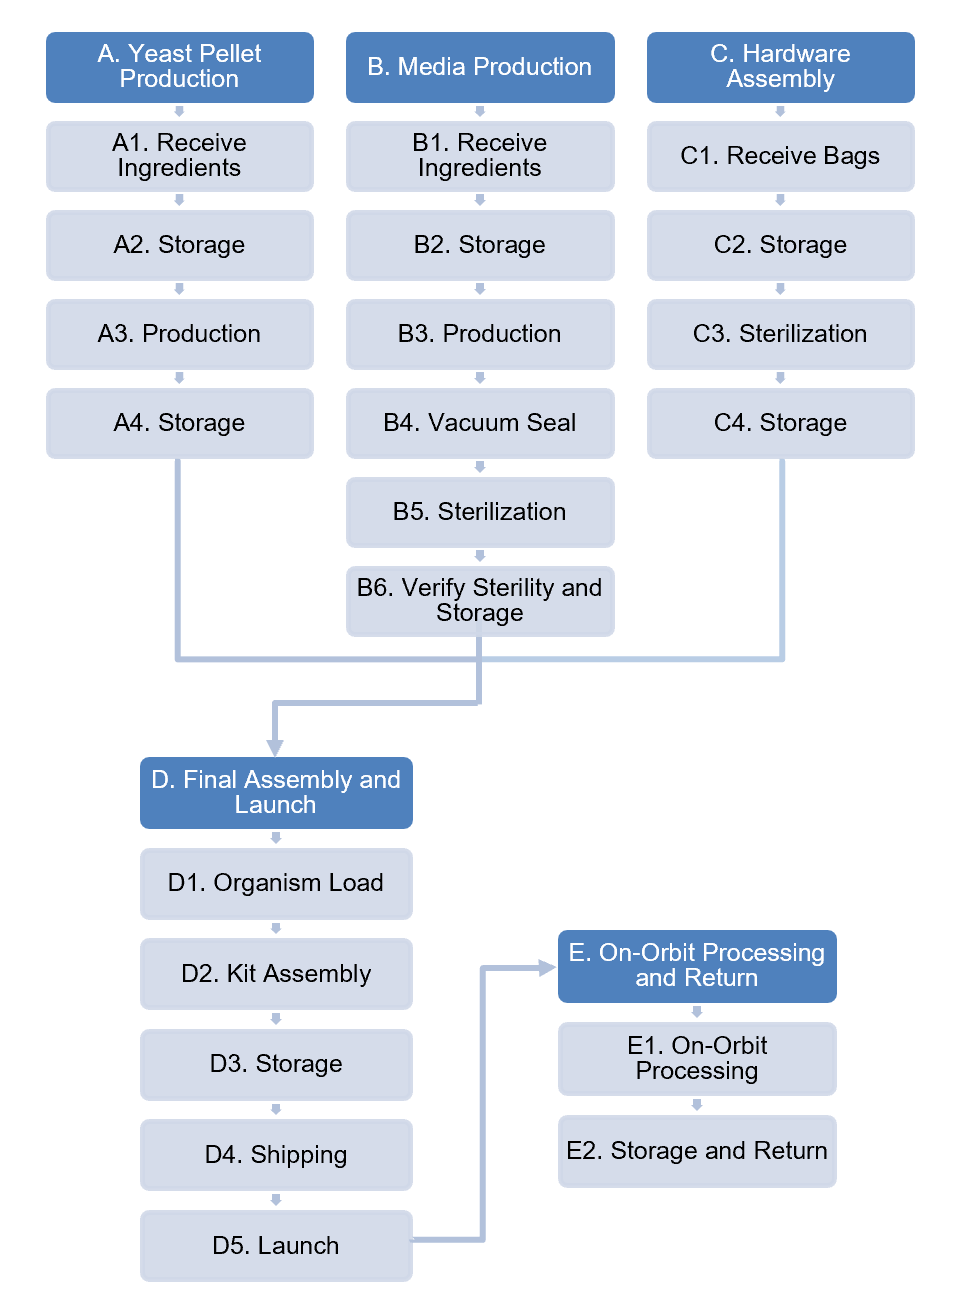 A. Yeast Pellet
Production
A1. Receive
Ingredients
A2. Storage
A3. Production
A4. Storage
B. Media Production
B1. Receive
Ingredients
B2. Storage
B3. Production
B4. Vacuum Seal
B5. Sterilization
B6. Verify Sterility and
Storage
C. Hardware
Assembly
C1. Receive Bags
C2. Storage
C3. Sterilization
C4. Storage
D. Final Assembly and
Launch
D1. Organism Load
D2. Kit Assembly
D3. Storage
D4. Shipping
D5. Launch
E. On-Orbit Processing
and Return
E1. On-Orbit
Processing
E2. Storage and Return